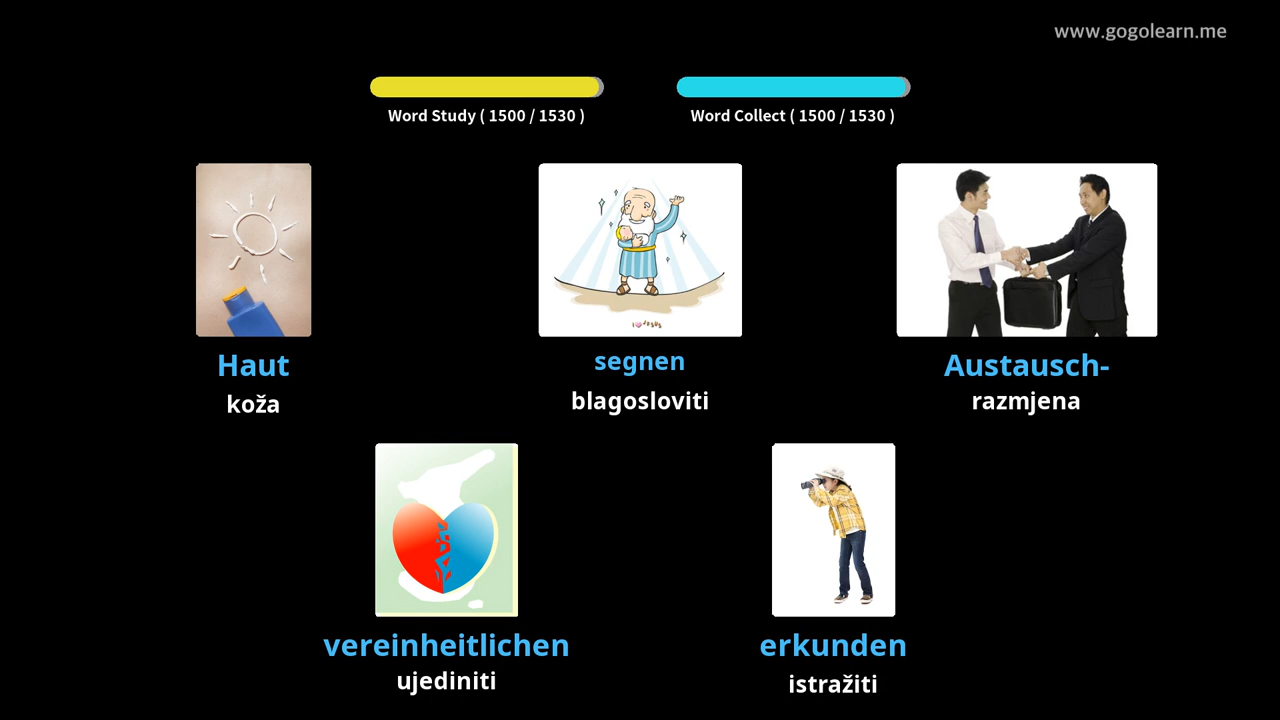 www.gogolearn.me
Word Study ( 1500 / 1530 )
Word Collect ( 1500 / 1530 )
Haut
koža
segnen
blagosloviti
Austausch-
razmjena
vereinheitlichen
ujediniti
erkunden
istražiti